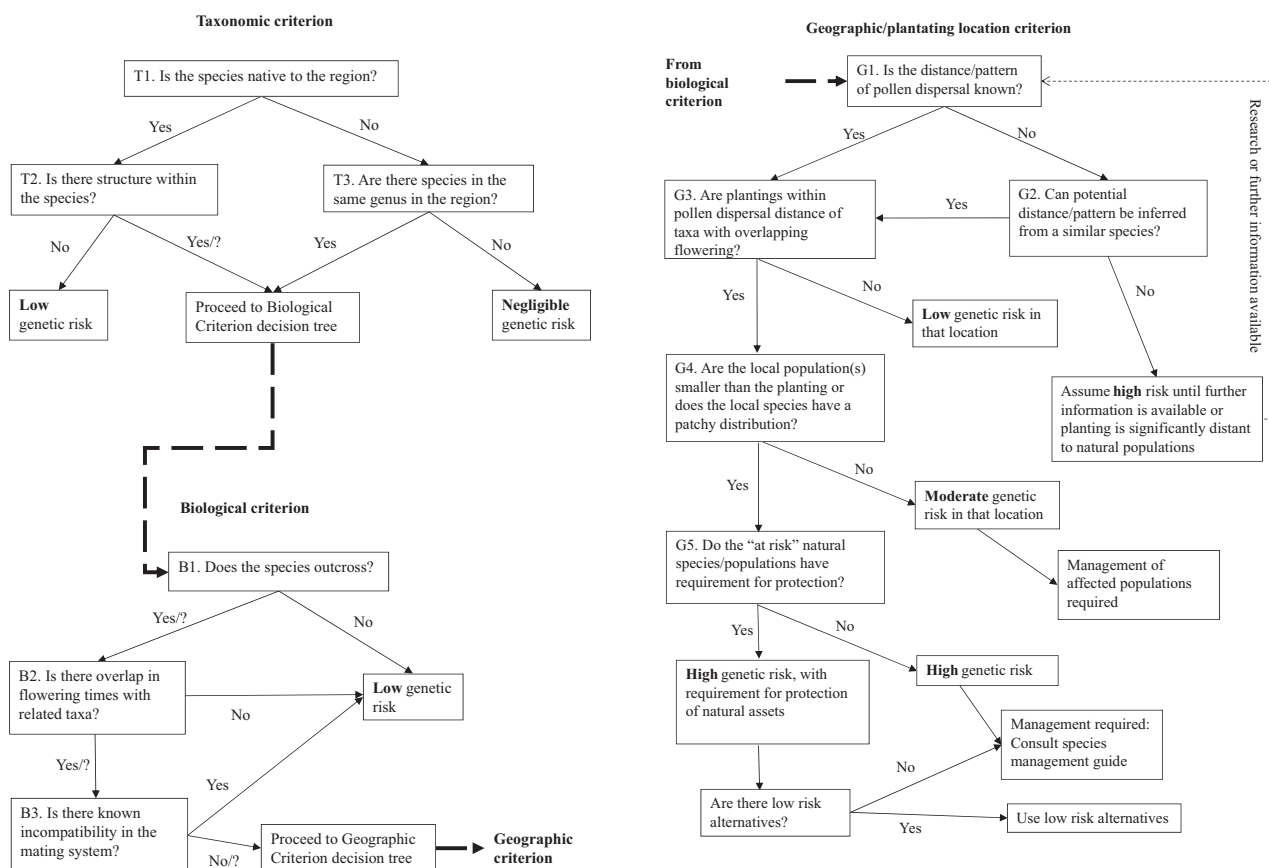 Taxonomic criterion
T1. Is the species native to the region?
Yes
No
T2. Is there structure within
the species?
T3. Are there species in the
same genus in the region?
No
Yes/?
Yes
No
Low
genetic risk
Proceed to Biological
Criterion decision tree
Negligible
genetic risk
Biological criterion
B1. Does the species outcross?
Yes/?
No
B2. Is there overlap in
flowering times with
related taxa?
No
Low genetic
risk
Yes/?
Yes
B3. Is there known
incompatibility in the
mating system?
No/?
Proceed to Geographic
Criterion decision tree
Geographic
criterion
Geographic/plantating location criterion
From
biological
criterion
G1. Is the distance/pattern
of pollen dispersal known?
Yes
No
G3. Are plantings within
pollen dispersal distance of
taxa with overlapping
flowering?
Yes
G2. Can potential
distance/pattern be inferred
from a similar species?
Research or further information available
Yes
No
No
Low genetic risk in
that location
G4. Are the local population(s)
smaller than the planting or
does the local species have a
patchy distribution?
Assume high risk until further
information is available or
planting is significantly distant
to natural populations
Yes
No
Moderate genetic
risk in that location
G5. Do the “at risk” natural
species/populations have
requirement for protection?
Management of
affected populations
required
Yes
No
High genetic risk, with
requirement for protection
of natural assets
High genetic risk
Management required:
Consult species
management guide
No
Are there low risk
alternatives?
Yes
Use low risk alternatives